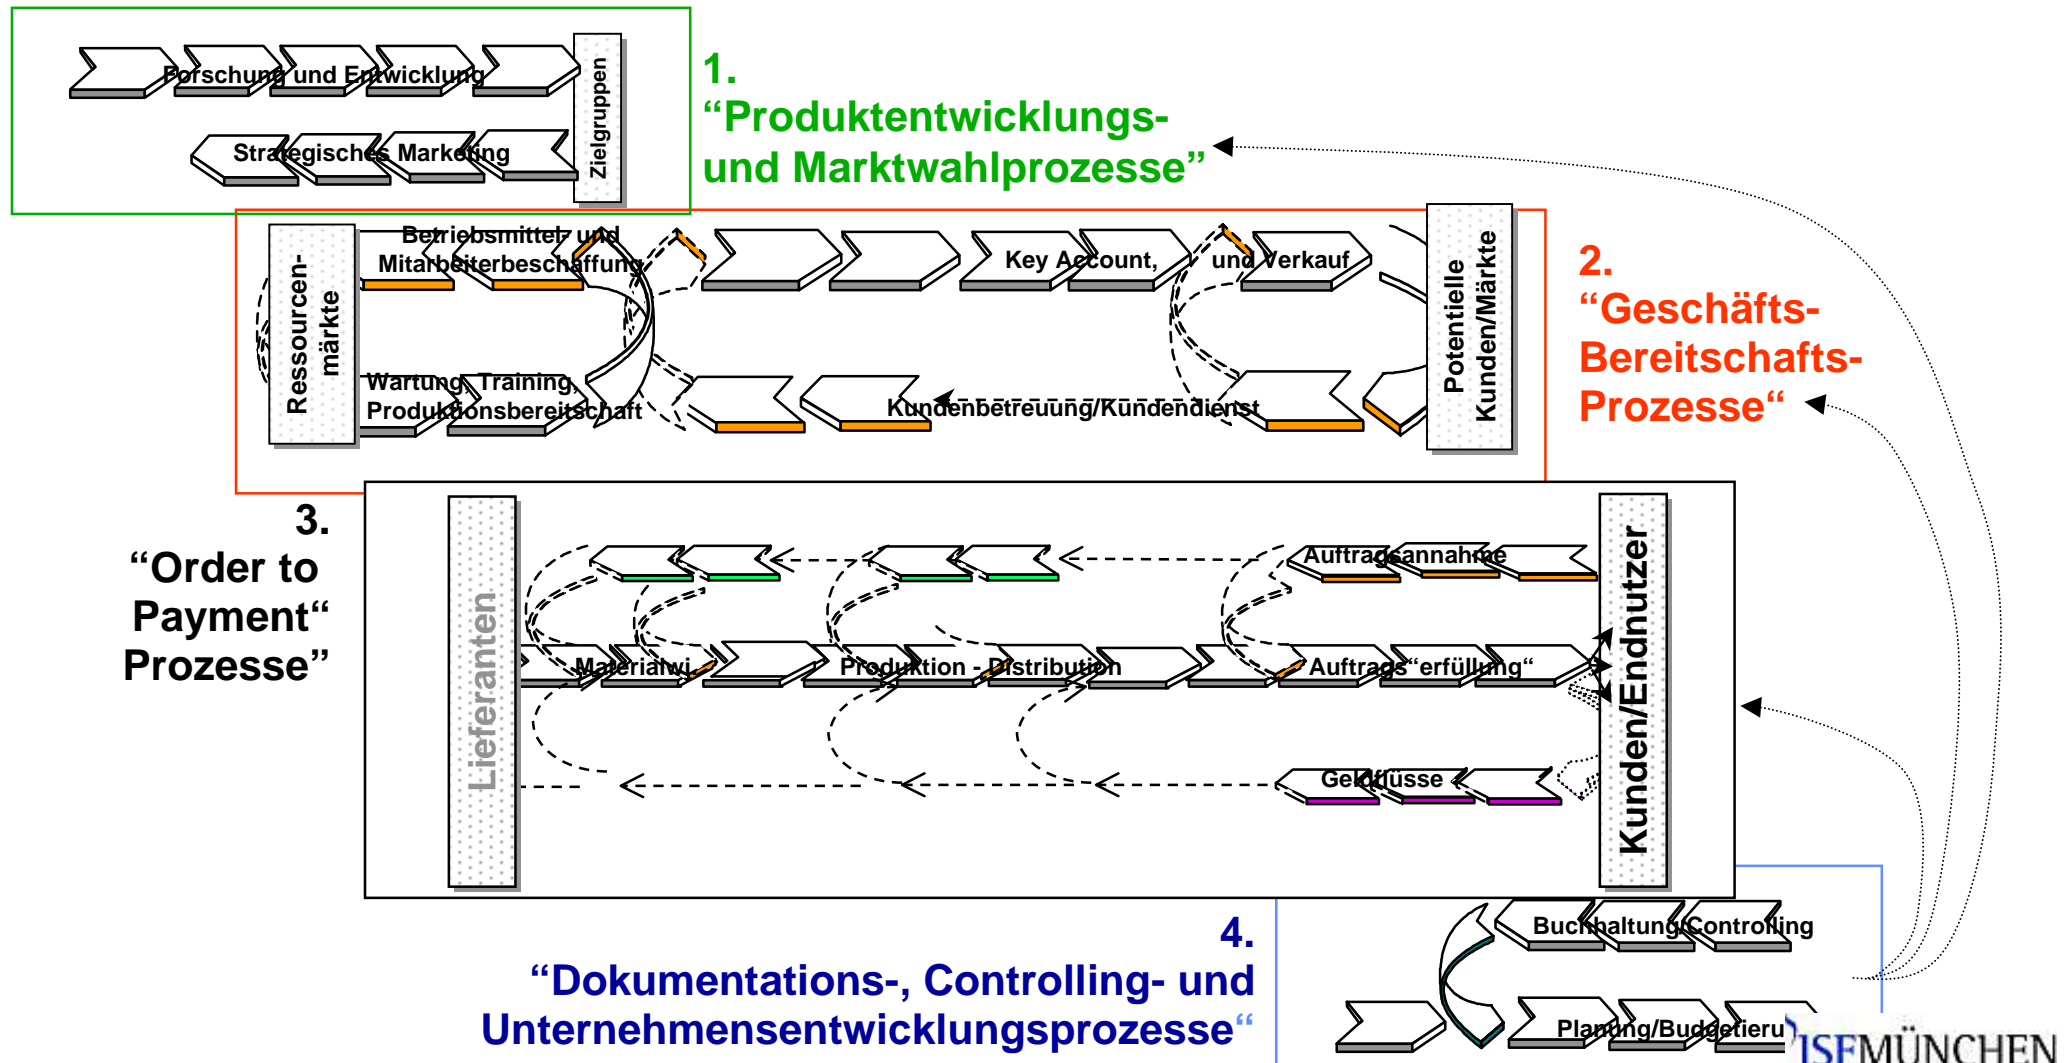 Forschung und Entwicklung
Strategisches Marketing
Zielgruppen
1.
“Produktentwicklungs-
und Marktwahlprozesse”
Ressourcen-
märkte
Betriebsmittel- und
Mitarbeiterbeschaffung
Key Account,
und Verkauf
Wartung, Training,
Produktionsbereitschaft
Kundenbetreuung/Kundendienst
Potentielle
Kunden/Märkte
2.
“Geschäfts-
Bereitschafts-
Prozesse“
3.
“Order to
Payment“
Prozesse”
Lieferanten
Auftragsannahme
Materialwi
Produktion - Distribution
Auftrags“erfüllung“
Geldflüsse
Kunden/Endnutzer
4.
“Dokumentations-, Controlling- und
Unternehmensentwicklungsprozesse“
Buchhaltung/Controlling
Planung/Budgetieru
ISFMÜNCHEN